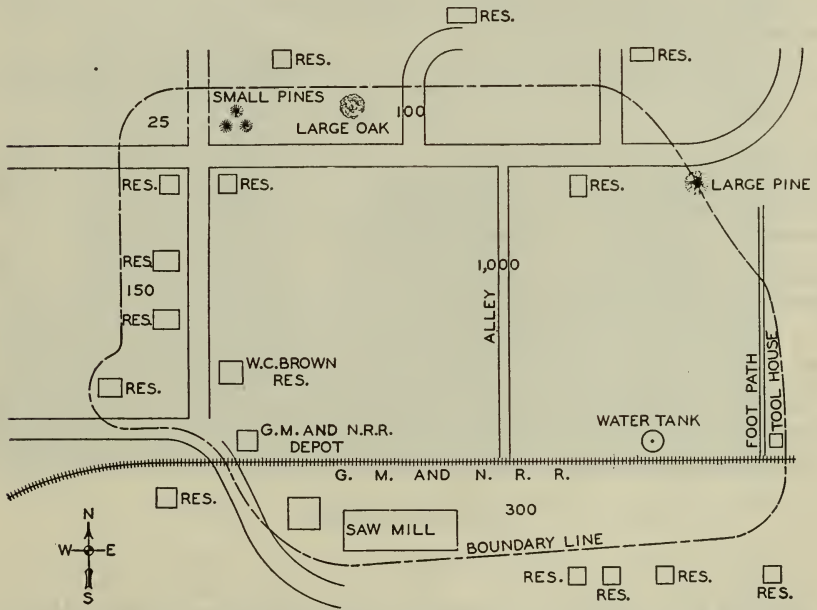 RES.
RES.
RES.
SMALL PINES
25
LARGE OAK
100
RES.
RES.
RES.
LARGE PINE
RES.
1,000
150
ALLEY
RES.
W.C.BROWN
RES.
RES.
FOOT PATH
TOOL HOUSE
WATER TANK
G.M. AND N.R.R.
DEPOT
G. M. AND N. R. R.
RES.
300
SAW MILL
BOUNDARY LINE
N
W E
S
RES.
RES.
RES.
RES.